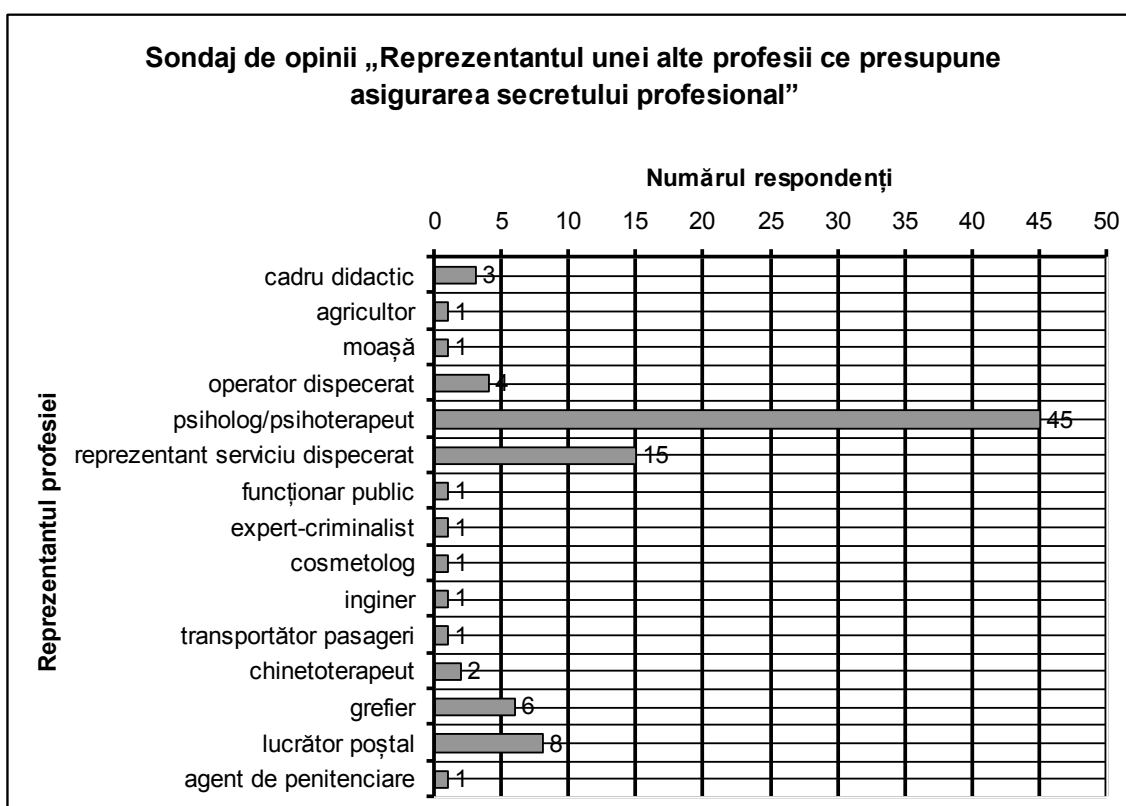 Sondaj de opinii „Reprezentantul unei alte profesii ce presupune
asigurarea secretului profesional”
Numărul respondenți
0 5 10 15 20 25 30 35 40 45 50
Reprezentantul profesiei
cadru didactic 3
agricultor 1
moașă 1
operator dispecerat 4
psiholog/psihoterapeut 45
reprezentant serviciu dispecerat 15
funcționar public 1
expert-criminalist 1
cosmetolog 1
inginer 1
transportător pasageri 1
chinetoterapeut 2
grefier 6
lucrător poștal 8
agent de penitenciare 1